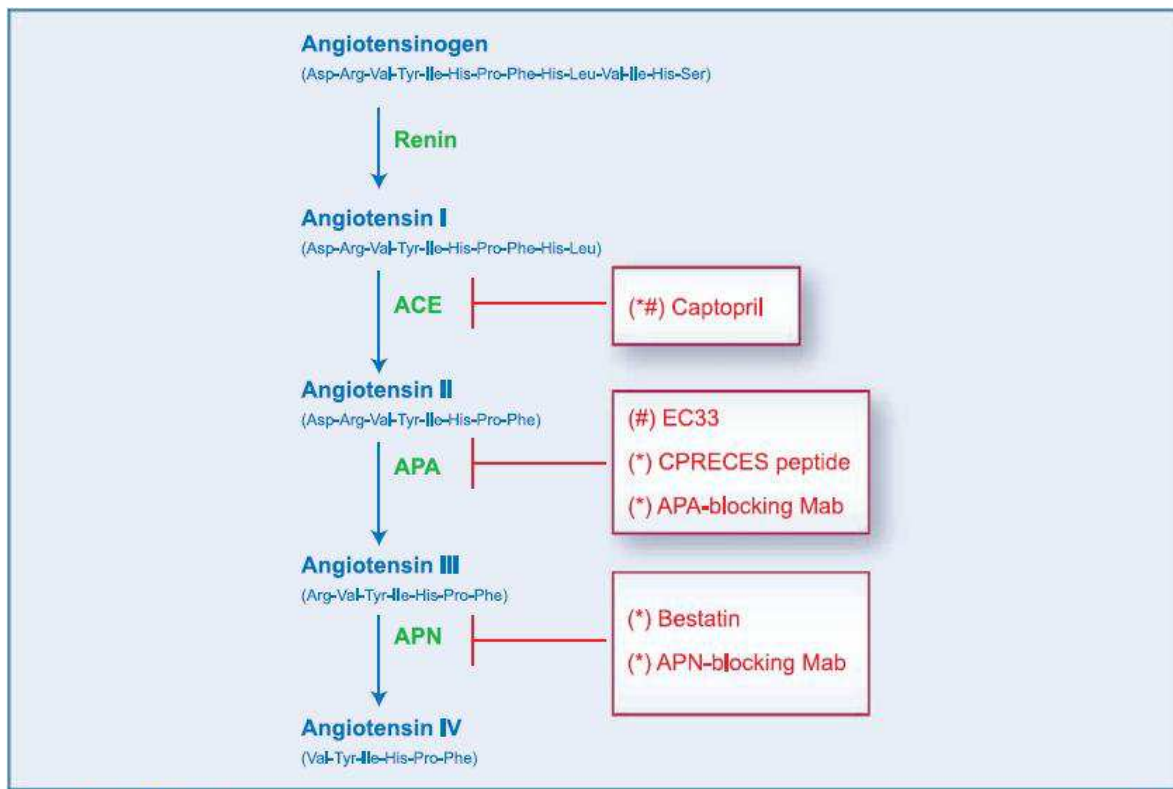 Angiotensinogen
(Asp-Arg-Val-Tyr-Ile-His-Pro-Phe-His-Leu-Val-Ile-His-Ser)
Renin
Angiotensin I
(Asp-Arg-Val-Tyr-Ile-His-Pro-Phe-His-Leu)
ACE
(*#) Captopril
Angiotensin II
(Asp-Arg-Val-Tyr-Ile-His-Pro-Phe)
APA
(#) EC33
(*) CPRECES peptide
(*) APA-blocking Mab
Angiotensin III
(Arg-Val-Tyr-Ile-His-Pro-Phe)
APN
(*) Bestatin
(*) APN-blocking Mab
Angiotensin IV
(Val-Tyr-Ile-His-Pro-Phe)